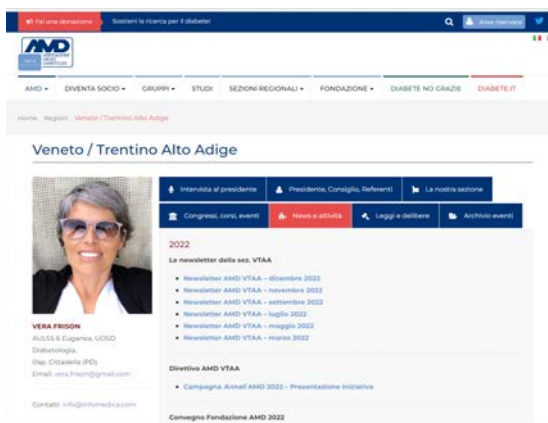 Fai una donazione
Sostieni la ricerca per il diabete!
Area riservata
AMD
ASSOCIAZIONE
MEDICI
DIABETOLOGI
AMD
DIVENTA SOCIO
GRUPPI
STUDI
SEZIONI REGIONALI
FONDAZIONE
DIABETE NO GRAZIE
DIABETE.IT
Home Regioni Veneto / Trentino Alto Adige
Veneto / Trentino Alto Adige
Intervista al presidente
Presidente, Consiglio, Referenti
La nostra sezione
Congressi, corsi, eventi
News e attività
Leggi e delibere
Archivio eventi
2022
Le newsletter della sez. VTAA
Newsletter AMD VTAA – dicembre 2022
Newsletter AMD VTAA – novembre 2022
Newsletter AMD VTAA – settembre 2022
Newsletter AMD VTAA – luglio 2022
Newsletter AMD VTAA – maggio 2022
Newsletter AMD VTAA – marzo 2022
VERA FRISON
AULSS 6 Euganea, UOSD
Diabetologia,
Osp. Cittadella (PD)
Email: vera.frison@gmail.com
Contatti: info@infomedica.com
Direttivo AMD VTAA
Campagna Annali AMD 2022 – Presentazione iniziativa
Convegno Fondazione AMD 2022